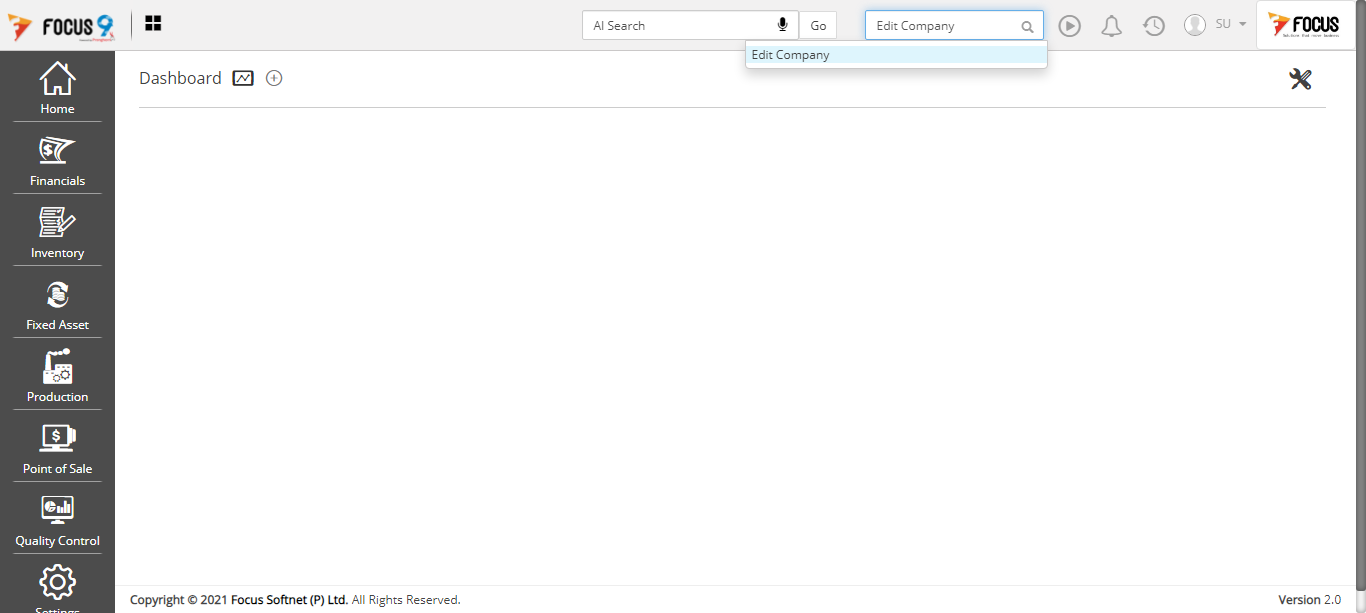 FOCUS 9
AI Search
Go
Edit Company
SU
FOCUS
Edit Company
Dashboard
Home
Financials
Inventory
Fixed Asset
Production
Point of Sale
Quality Control
Settings
Copyright © 2021 Focus Softnet (P) Ltd. All Rights Reserved.
Version 2.0